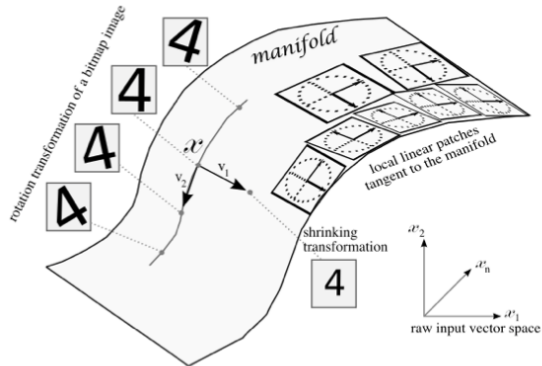 rotation transformation of a bitmap image
manifold
4
4
4
4
x
v₂
v₁
shrinking
transformation
4
local linear patches
tangent to the manifold
x₂
xₙ
x₁
raw input vector space